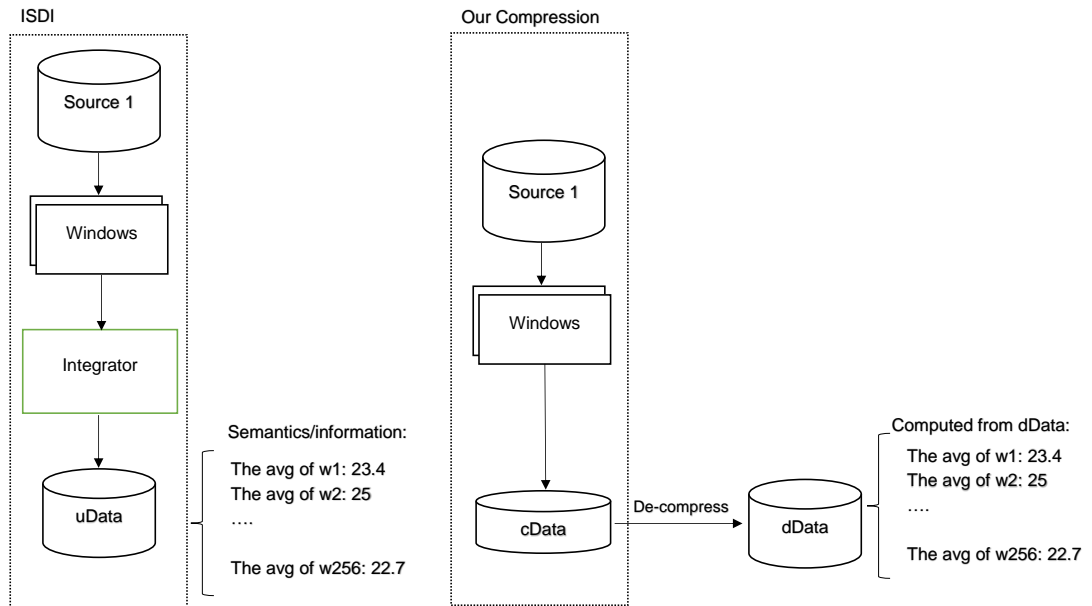 ISDI
Source 1
Windows
Integrator
uData
Semantics/information:
The avg of w1: 23.4
The avg of w2: 25
....
The avg of w256: 22.7
Our Compression
Source 1
Windows
cData
De-compress
dData
Computed from dData:
The avg of w1: 23.4
The avg of w2: 25
....
The avg of w256: 22.7